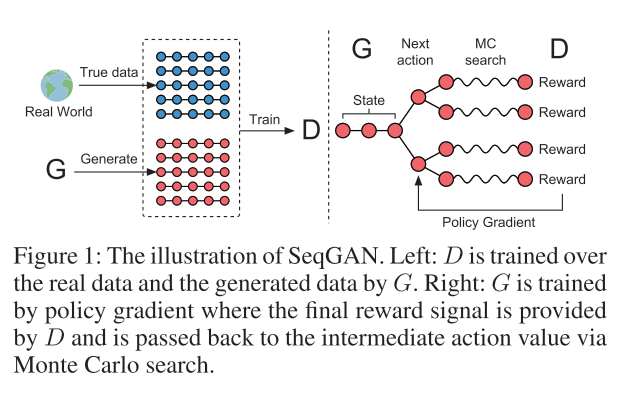 True data
Real World
G
Generate
Train
D
G
Next
action
MC
search
D
State
Reward
Reward
Reward
Reward
Policy Gradient
Figure 1: The illustration of SeqGAN. Left: D is trained over
the real data and the generated data by G. Right: G is trained
by policy gradient where the final reward signal is provided
by D and is passed back to the intermediate action value via
Monte Carlo search.